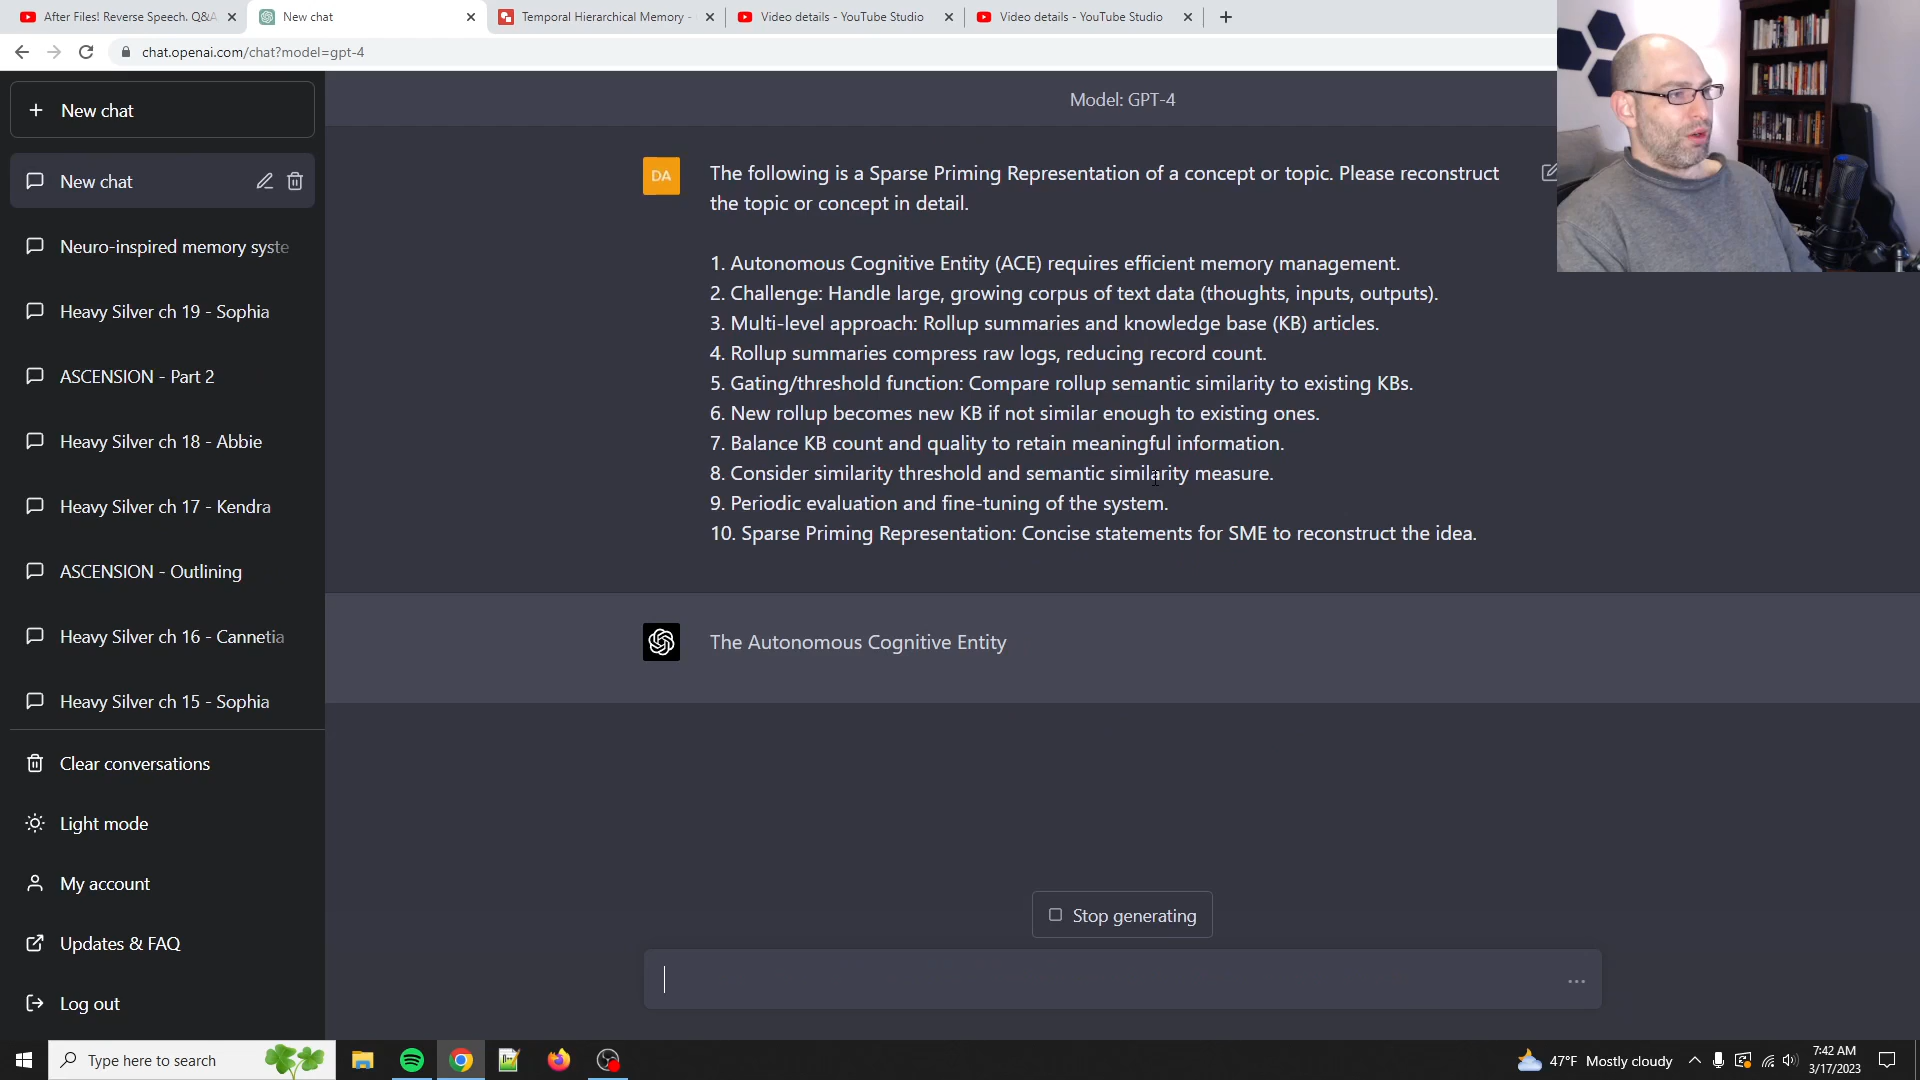 After Files! Reverse Speech. Q&A
New chat
Temporal Hierarchical Memory -
Video details - YouTube Studio
Video details - YouTube Studio
chat.openai.com/chat?model=gpt-4
New chat
New chat
Neuro-inspired memory syste
Heavy Silver ch 19 - Sophia
ASCENSION - Part 2
Heavy Silver ch 18 - Abbie
Heavy Silver ch 17 - Kendra
ASCENSION - Outlining
Heavy Silver ch 16 - Cannetia
Heavy Silver ch 15 - Sophia
Clear conversations
Light mode
My account
Updates & FAQ
Log out
Model: GPT-4
DA
The following is a Sparse Priming Representation of a concept or topic. Please reconstruct
the topic or concept in detail.
1. Autonomous Cognitive Entity (ACE) requires efficient memory management.
2. Challenge: Handle large, growing corpus of text data (thoughts, inputs, outputs).
3. Multi-level approach: Rollup summaries and knowledge base (KB) articles.
4. Rollup summaries compress raw logs, reducing record count.
5. Gating/threshold function: Compare rollup semantic similarity to existing KBs.
6. New rollup becomes new KB if not similar enough to existing ones.
7. Balance KB count and quality to retain meaningful information.
8. Consider similarity threshold and semantic similarity measure.
9. Periodic evaluation and fine-tuning of the system.
10. Sparse Priming Representation: Concise statements for SME to reconstruct the idea.
The Autonomous Cognitive Entity
Stop generating
Type here to search
47°F Mostly cloudy
7:42 AM
3/17/2023